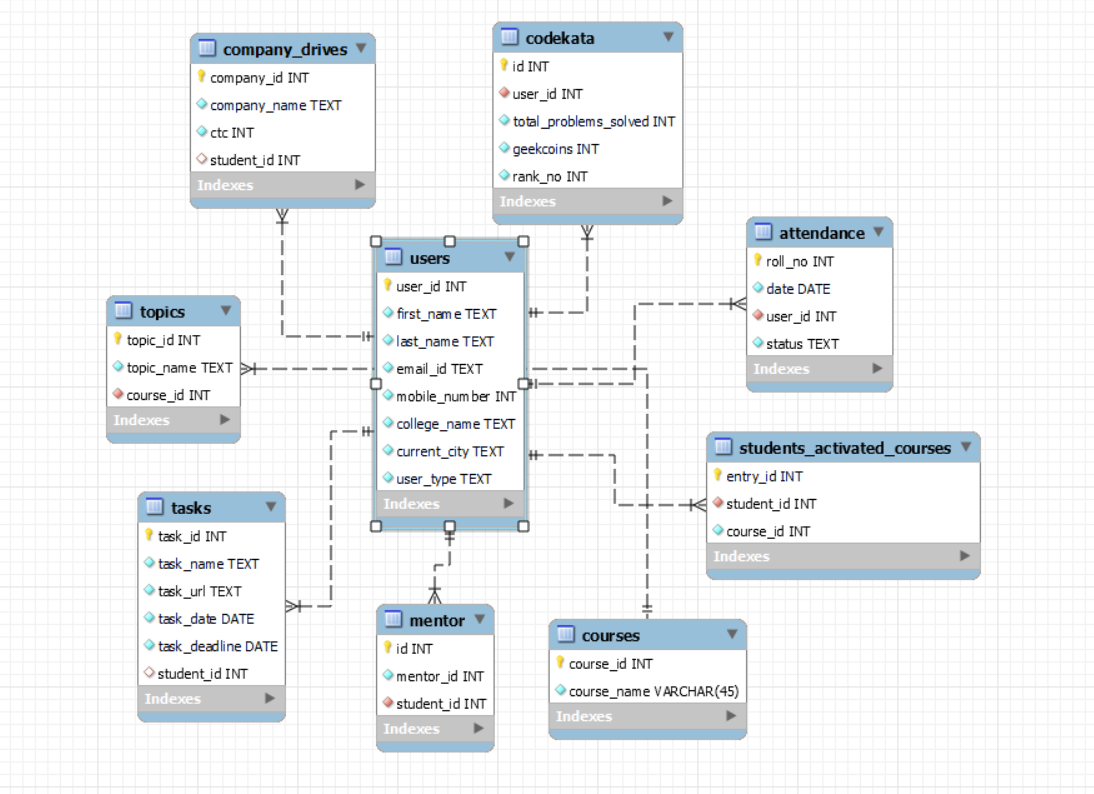 company_drives
company_id INT
company_name TEXT
ctc INT
student_id INT
Indexes
codekata
id INT
user_id INT
total_problems_solved INT
geekcoins INT
rank_no INT
Indexes
users
user_id INT
first_name TEXT
last_name TEXT
email_id TEXT
mobile_number INT
college_name TEXT
current_city TEXT
user_type TEXT
Indexes
attendance
roll_no INT
date DATE
user_id INT
status TEXT
Indexes
topics
topic_id INT
topic_name TEXT
course_id INT
Indexes
students_activated_courses
entry_id INT
student_id INT
course_id INT
Indexes
tasks
task_id INT
task_name TEXT
task_url TEXT
task_date DATE
task_deadline DATE
student_id INT
Indexes
mentor
id INT
mentor_id INT
student_id INT
Indexes
courses
course_id INT
course_name VARCHAR(45)
Indexes